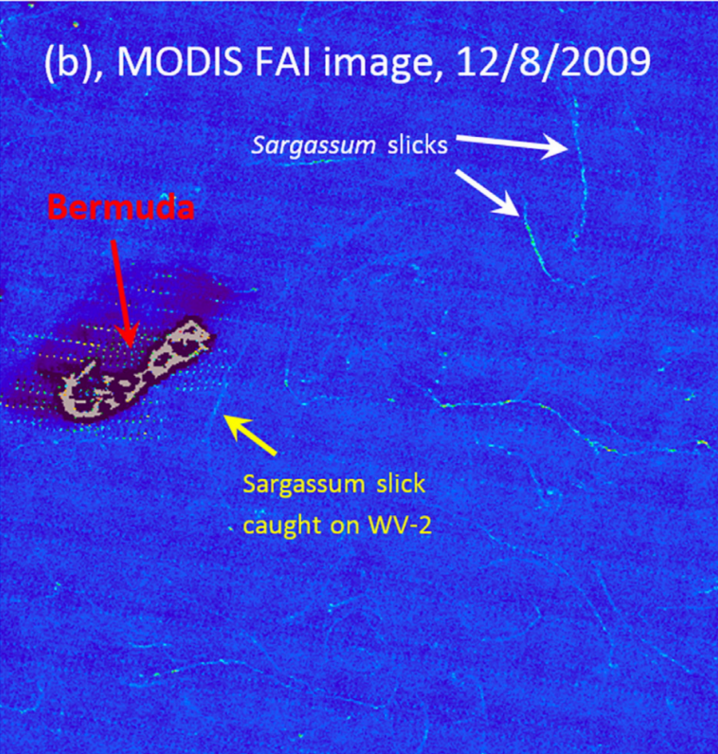 (b), MODIS FAI image, 12/8/2009
Sargassum slicks
Bermuda
Sargassum slick
caught on WV-2